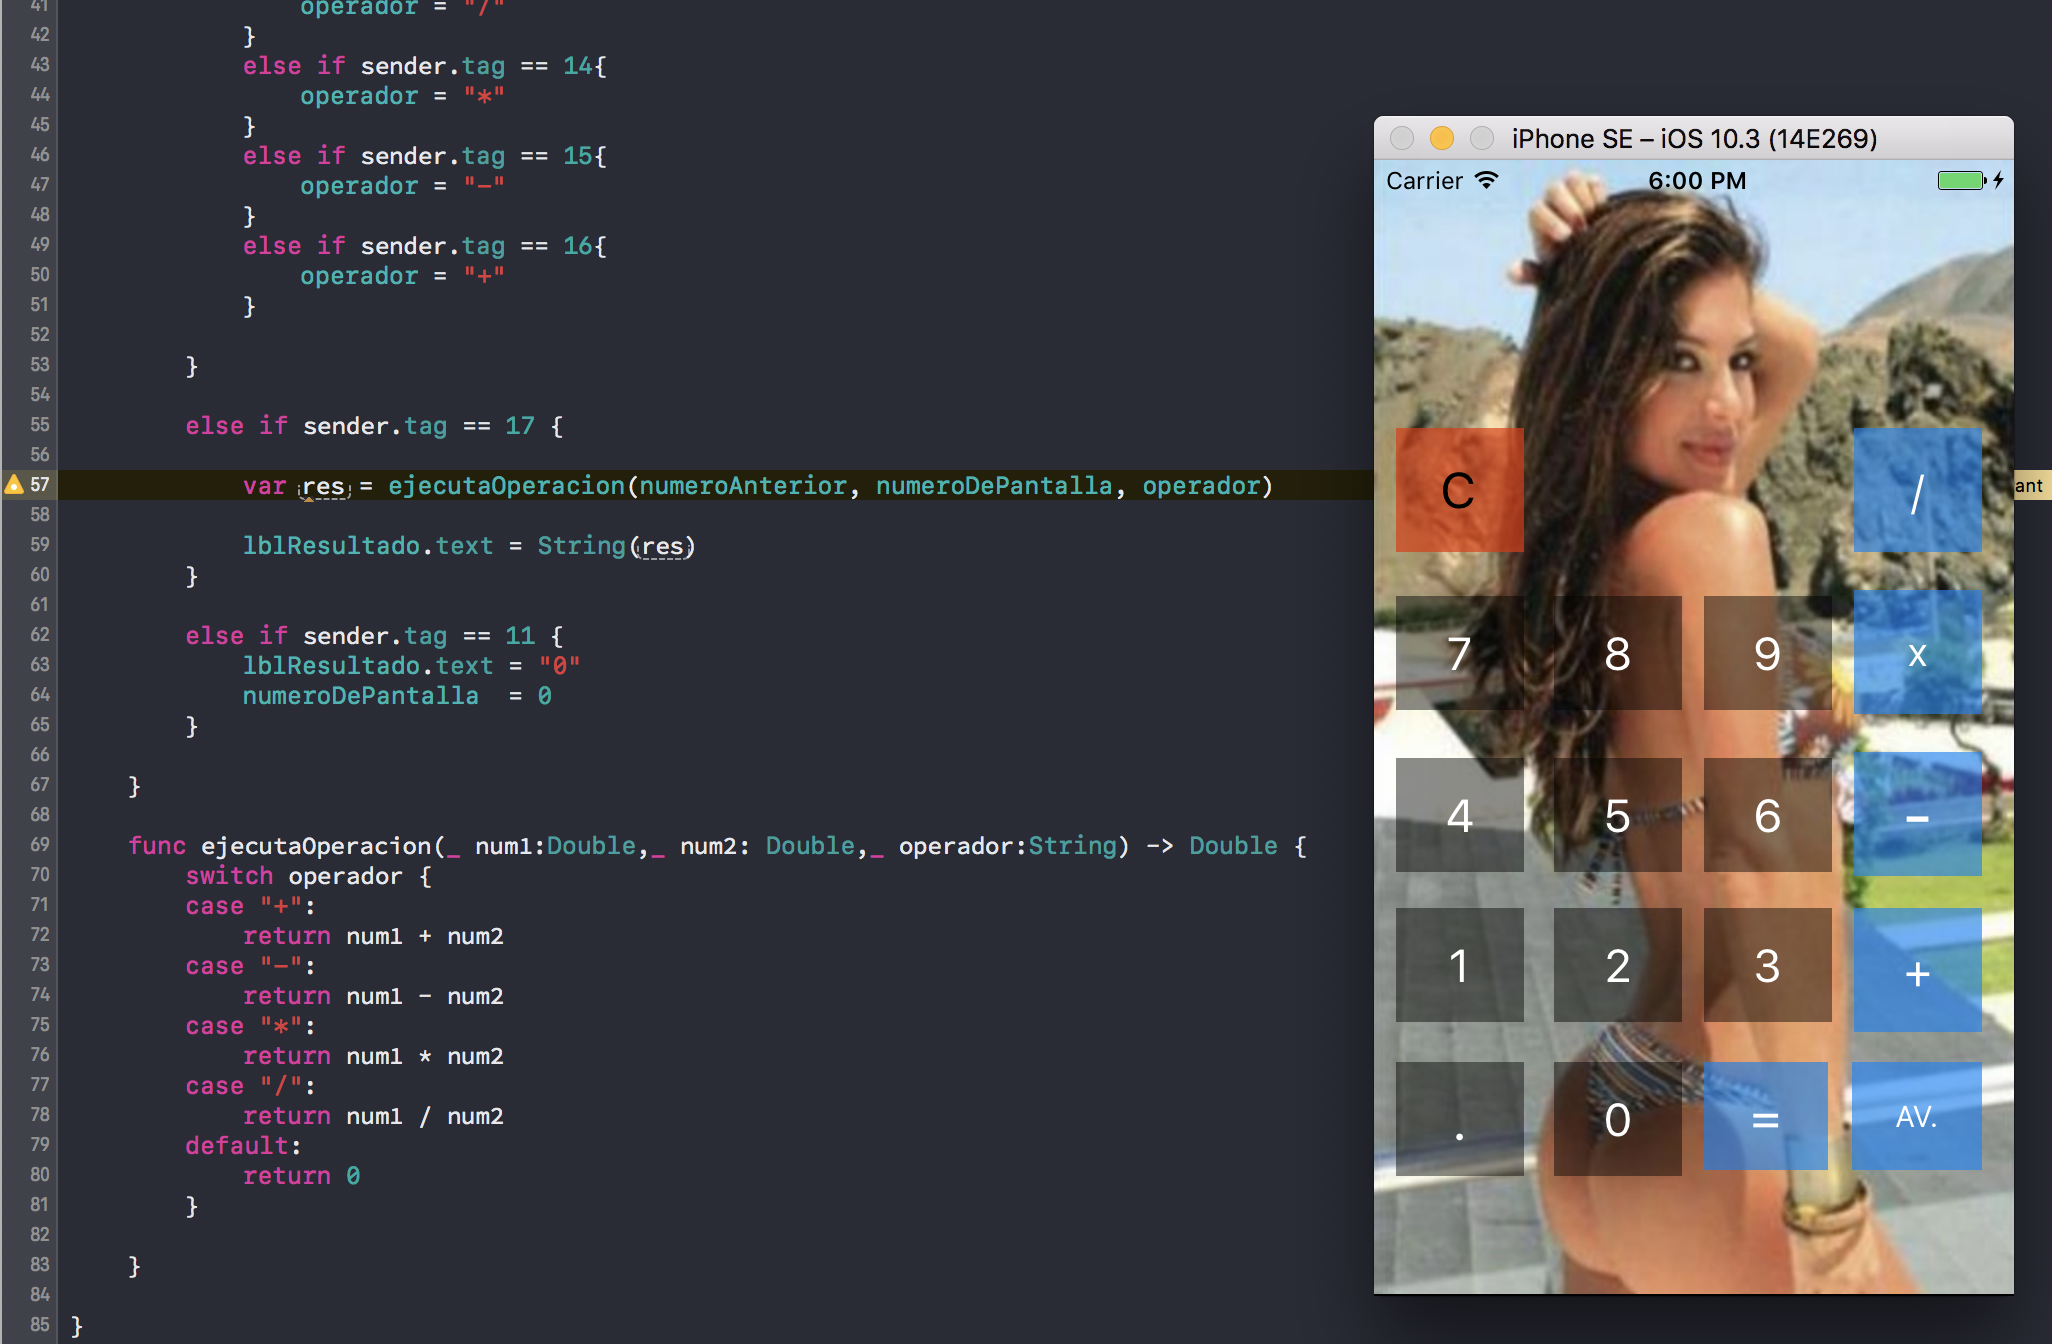 41 operador = "/"
42 }
43 else if sender.tag == 14{
44 operador = "*"
45 }
46 else if sender.tag == 15{
47 operador = "-"
48 }
49 else if sender.tag == 16{
50 operador = "+"
51 }
52
53 }
54
55 else if sender.tag == 17 {
56
57 var res = ejecutaOperacion(numeroAnterior, numeroDePantalla, operador)
ant
58
59 lblResultado.text = String(res)
60 }
61
62 else if sender.tag == 11 {
63 lblResultado.text = "0"
64 numeroDePantalla = 0
65 }
66
67 }
68
69 func ejecutaOperacion(_ num1:Double,_ num2: Double,_ operador:String) -> Double {
70 switch operador {
71 case "+":
72 return num1 + num2
73 case "-":
74 return num1 - num2
75 case "*":
76 return num1 * num2
77 case "/":
78 return num1 / num2
79 default:
80 return 0
81 }
82
83 }
84
85 }
iPhone SE – iOS 10.3 (14E269)
Carrier 6:00 PM
C /
7 8 9 x
4 5 6 -
1 2 3 +
. 0 = AV.